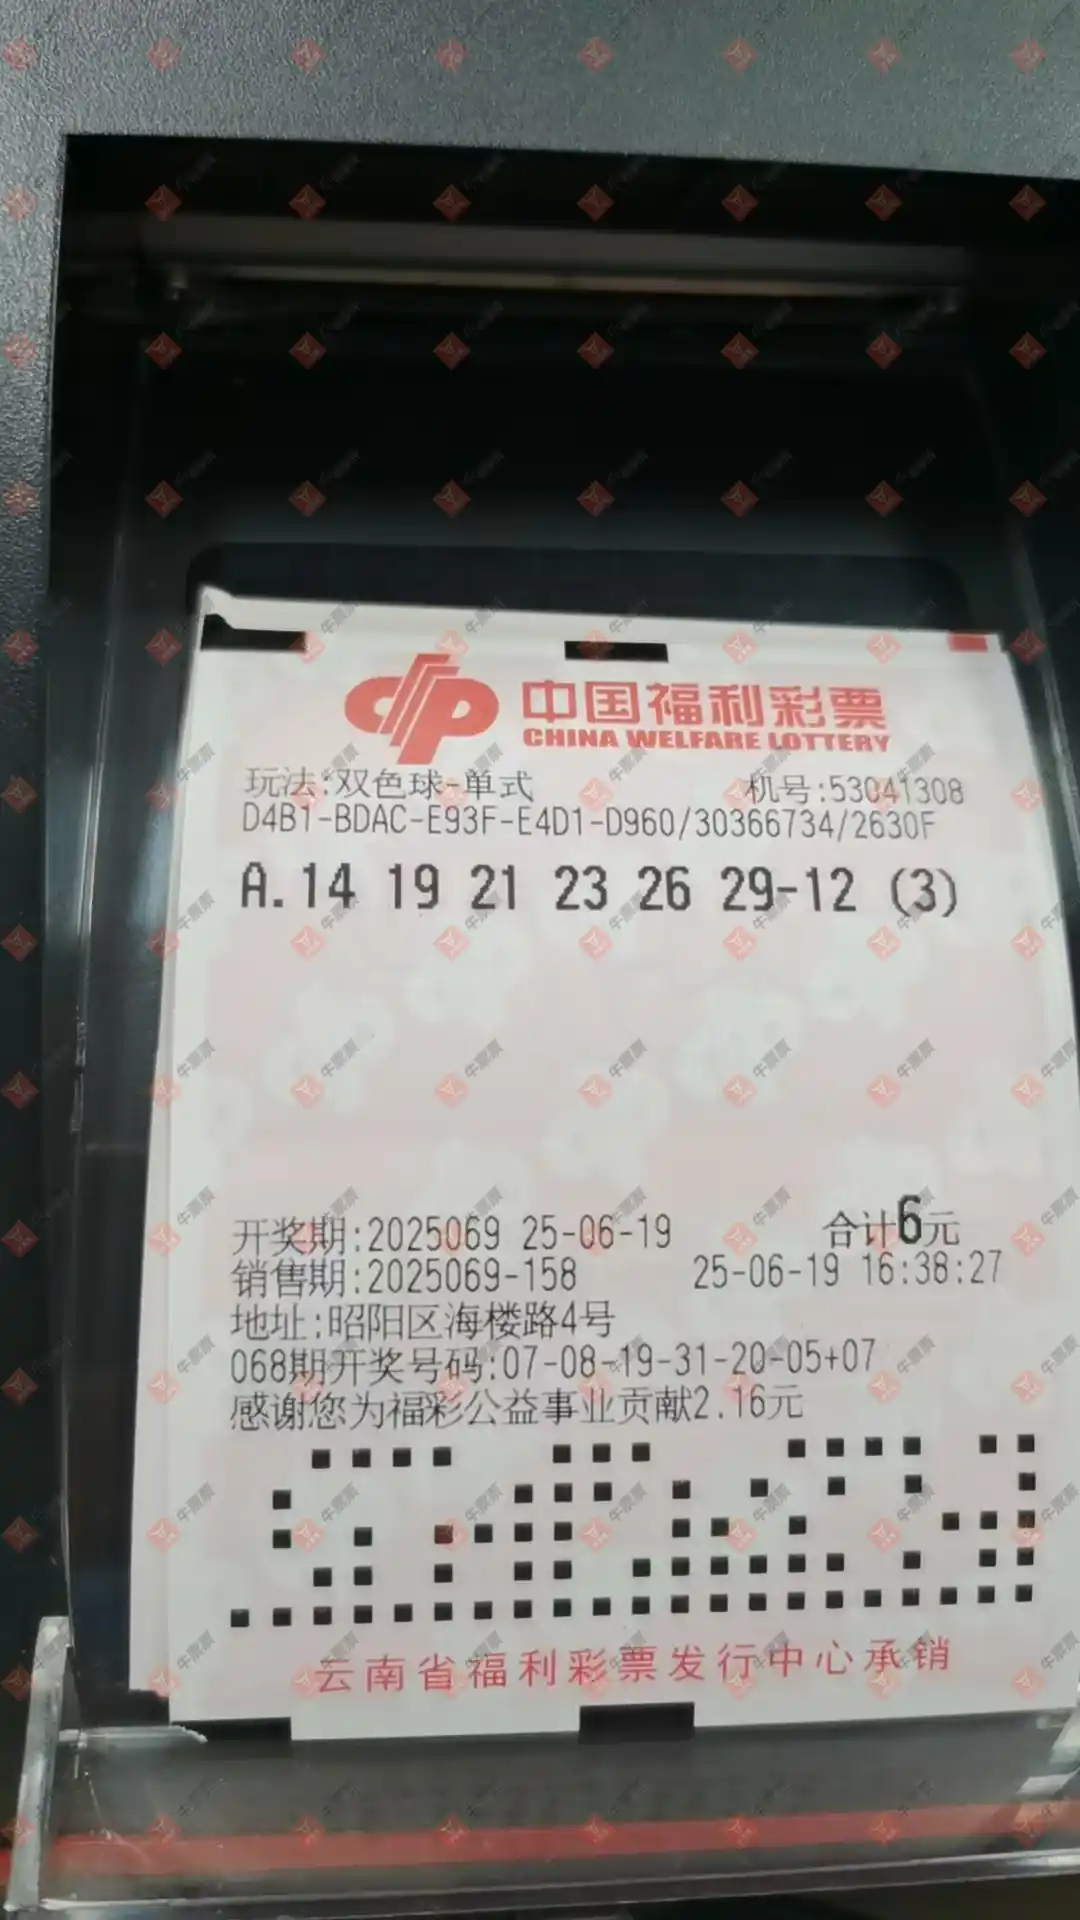 中国福利彩票
CHINA WELFARE LOTTERY
玩法:双色球-单式 机号:53041308
D4B1-BDAC-E93F-E4D1-D960/30366734/2630F
A.14 19 21 23 26 29-12 (3)
开奖期:2025069 25-06-19 合计6元
销售期:2025069-158 25-06-19 16:38:27
地址:昭阳区海楼路4号
068期开奖号码:07-08-19-31-20-05+07
感谢您为福彩公益事业贡献2.16元
云南省福利彩票发行中心承销
牛票票